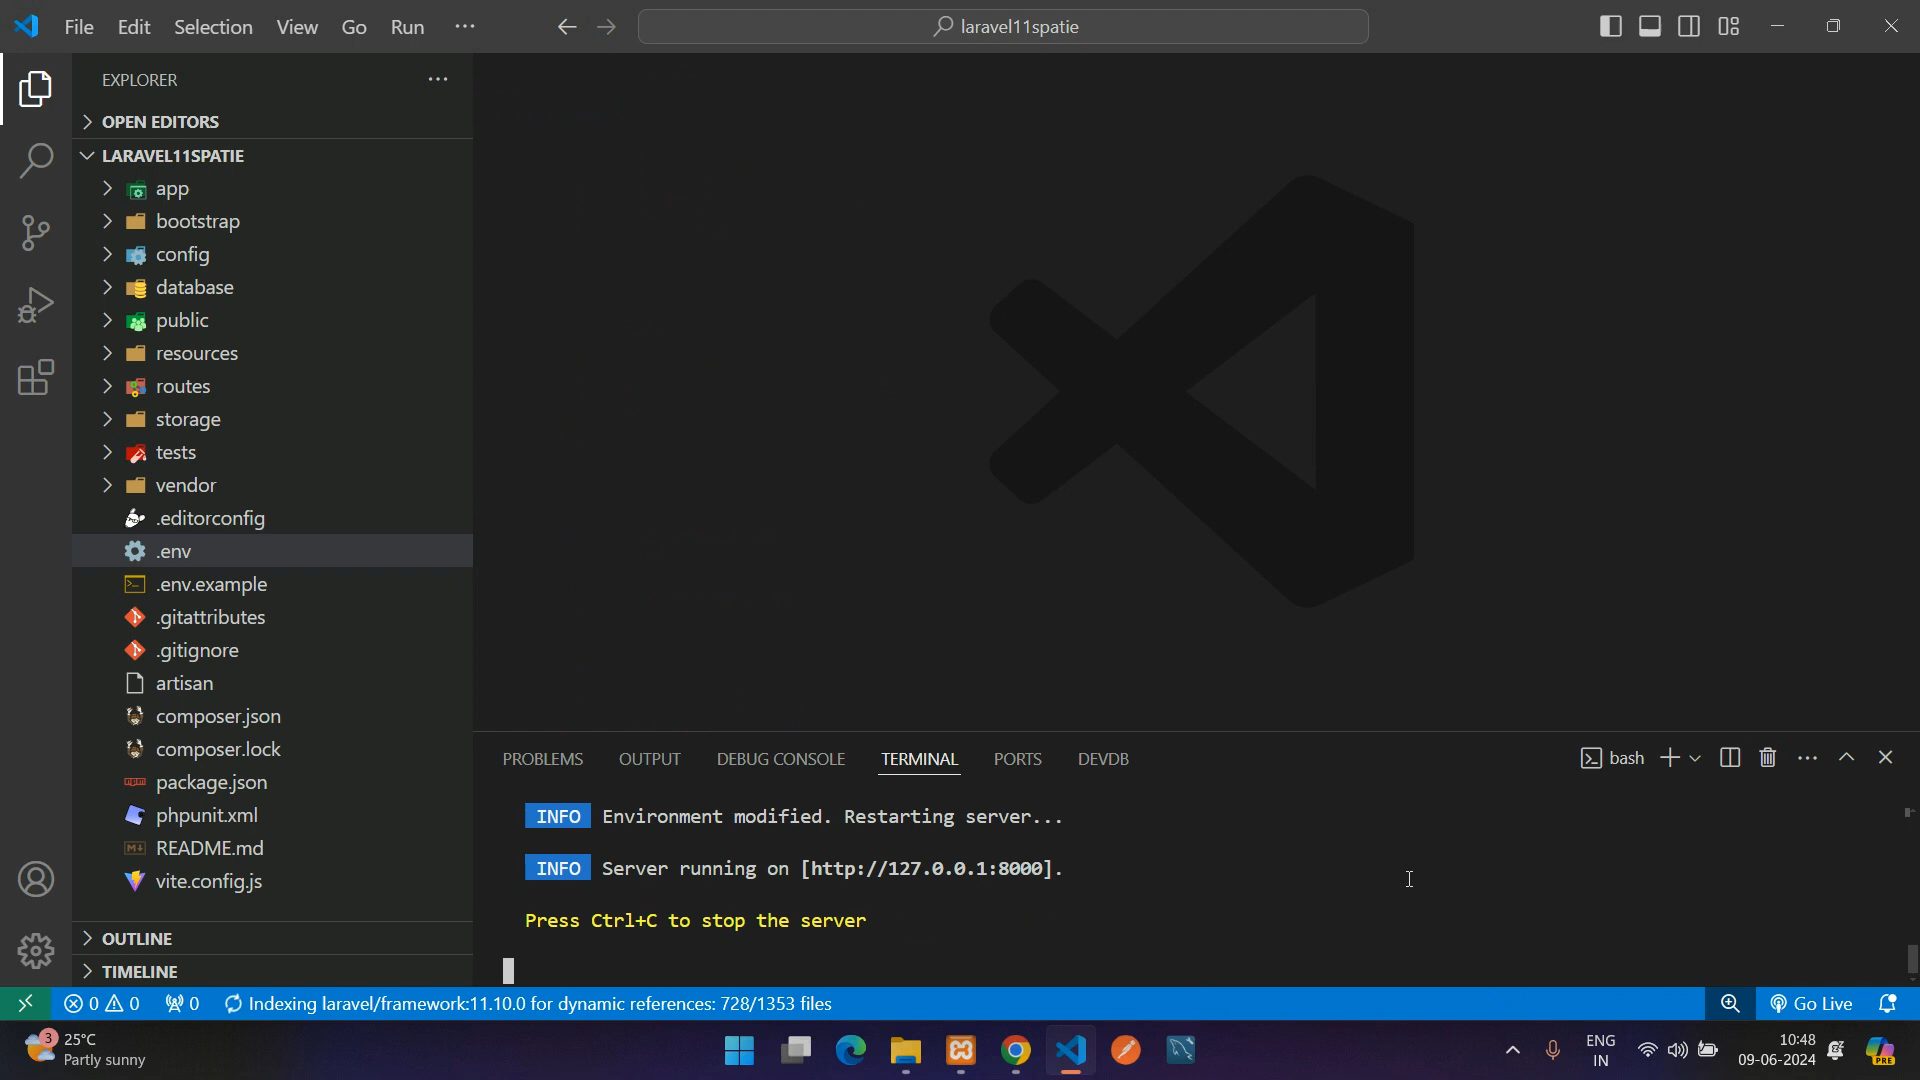 File Edit Selection View Go Run ···
laravel11spatie
EXPLORER
OPEN EDITORS
LARAVEL11SPATIE
app
bootstrap
config
database
public
resources
routes
storage
tests
vendor
.editorconfig
.env
.env.example
.gitattributes
.gitignore
artisan
composer.json
composer.lock
package.json
phpunit.xml
README.md
vite.config.js
OUTLINE
TIMELINE
PROBLEMS OUTPUT DEBUG CONSOLE TERMINAL PORTS DEVDB
bash
INFO Environment modified. Restarting server...
INFO Server running on [http://127.0.0.1:8000].
Press Ctrl+C to stop the server
0 0 0 Indexing laravel/framework:11.10.0 for dynamic references: 728/1353 files
Go Live
3
25°C
Partly sunny
ENG
IN
10:48
09-06-2024
PRE